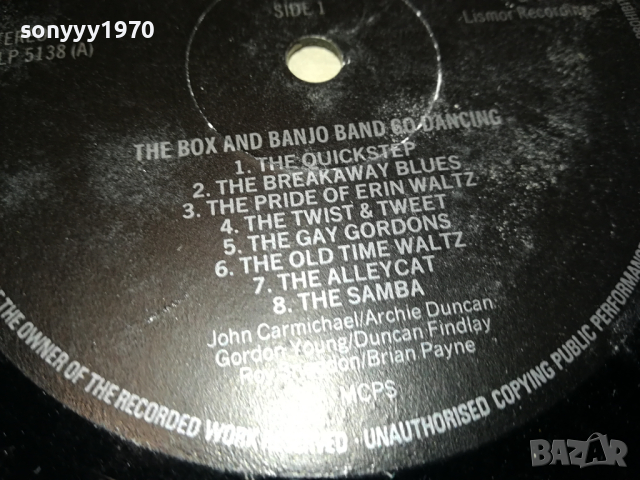 sonyyy1970
SIDE 1
STEREO
LP 5138 (A)
-Lismor Recordings-
THE BOX AND BANJO BAND GO DANCING
1. THE QUICKSTEP
2. THE BREAKAWAY BLUES
3. THE PRIDE OF ERIN WALTZ
4. THE TWIST & TWEET
5. THE GAY GORDONS
6. THE OLD TIME WALTZ
7. THE ALLEYCAT
8. THE SAMBA
John Carmichael/Archie Duncan
Gordon Young/Duncan Findlay
/Brian Payne
MCPS
THE OWNER OF THE RECORDED WORK RESERVED · UNAUTHORISED COPYING PUBLIC PERFORMANCE
BAZAR